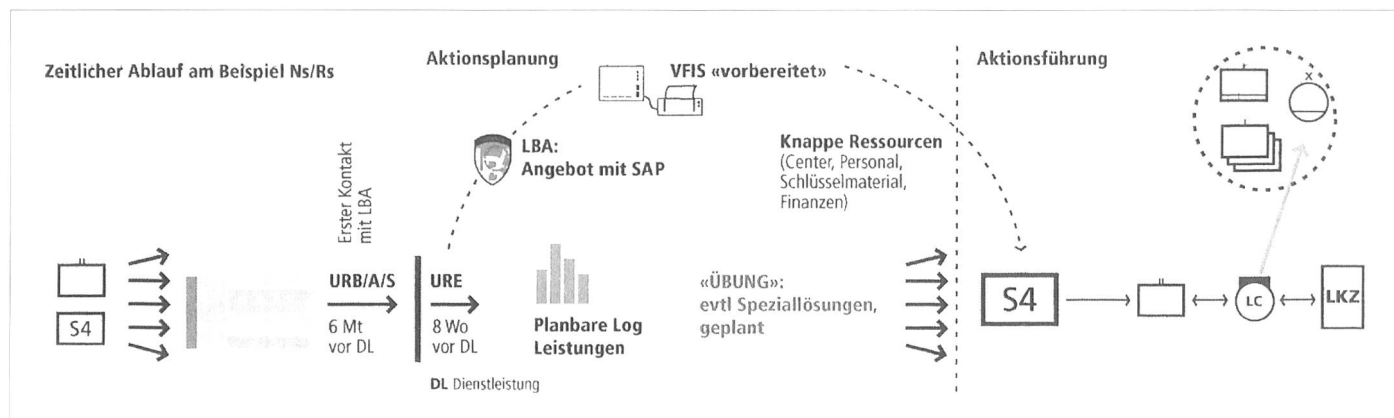 Zeitlicher Ablauf am Beispiel Ns/Rs
Aktionsplanung
VFIS «vorbereitet»
Aktionsführung
LBA:
Angebot mit SAP
Knappe Ressourcen
(Center, Personal,
Schlüsselmaterial,
Finanzen)
Erster Kontakt
mit LBA
S4
URB/A/S
6 Mt
vor DL
URE
8 Wo
vor DL
Planbare Log
Leistungen
«ÜBUNG»:
evtl Speziallösungen,
geplant
S4
LC
LKZ
X
DL Dienstleistung